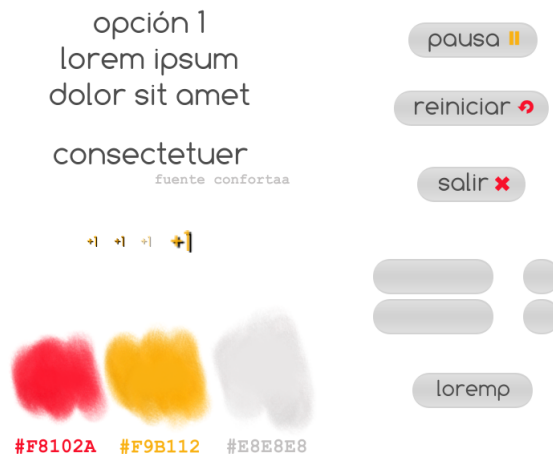 opción 1
lorem ipsum
dolor sit amet
consectetuer
fuente confortaa
+1 +1 +1 +1
#F8102A #F9B112 #E8E8E8
pausa
reiniciar
salir
loremp